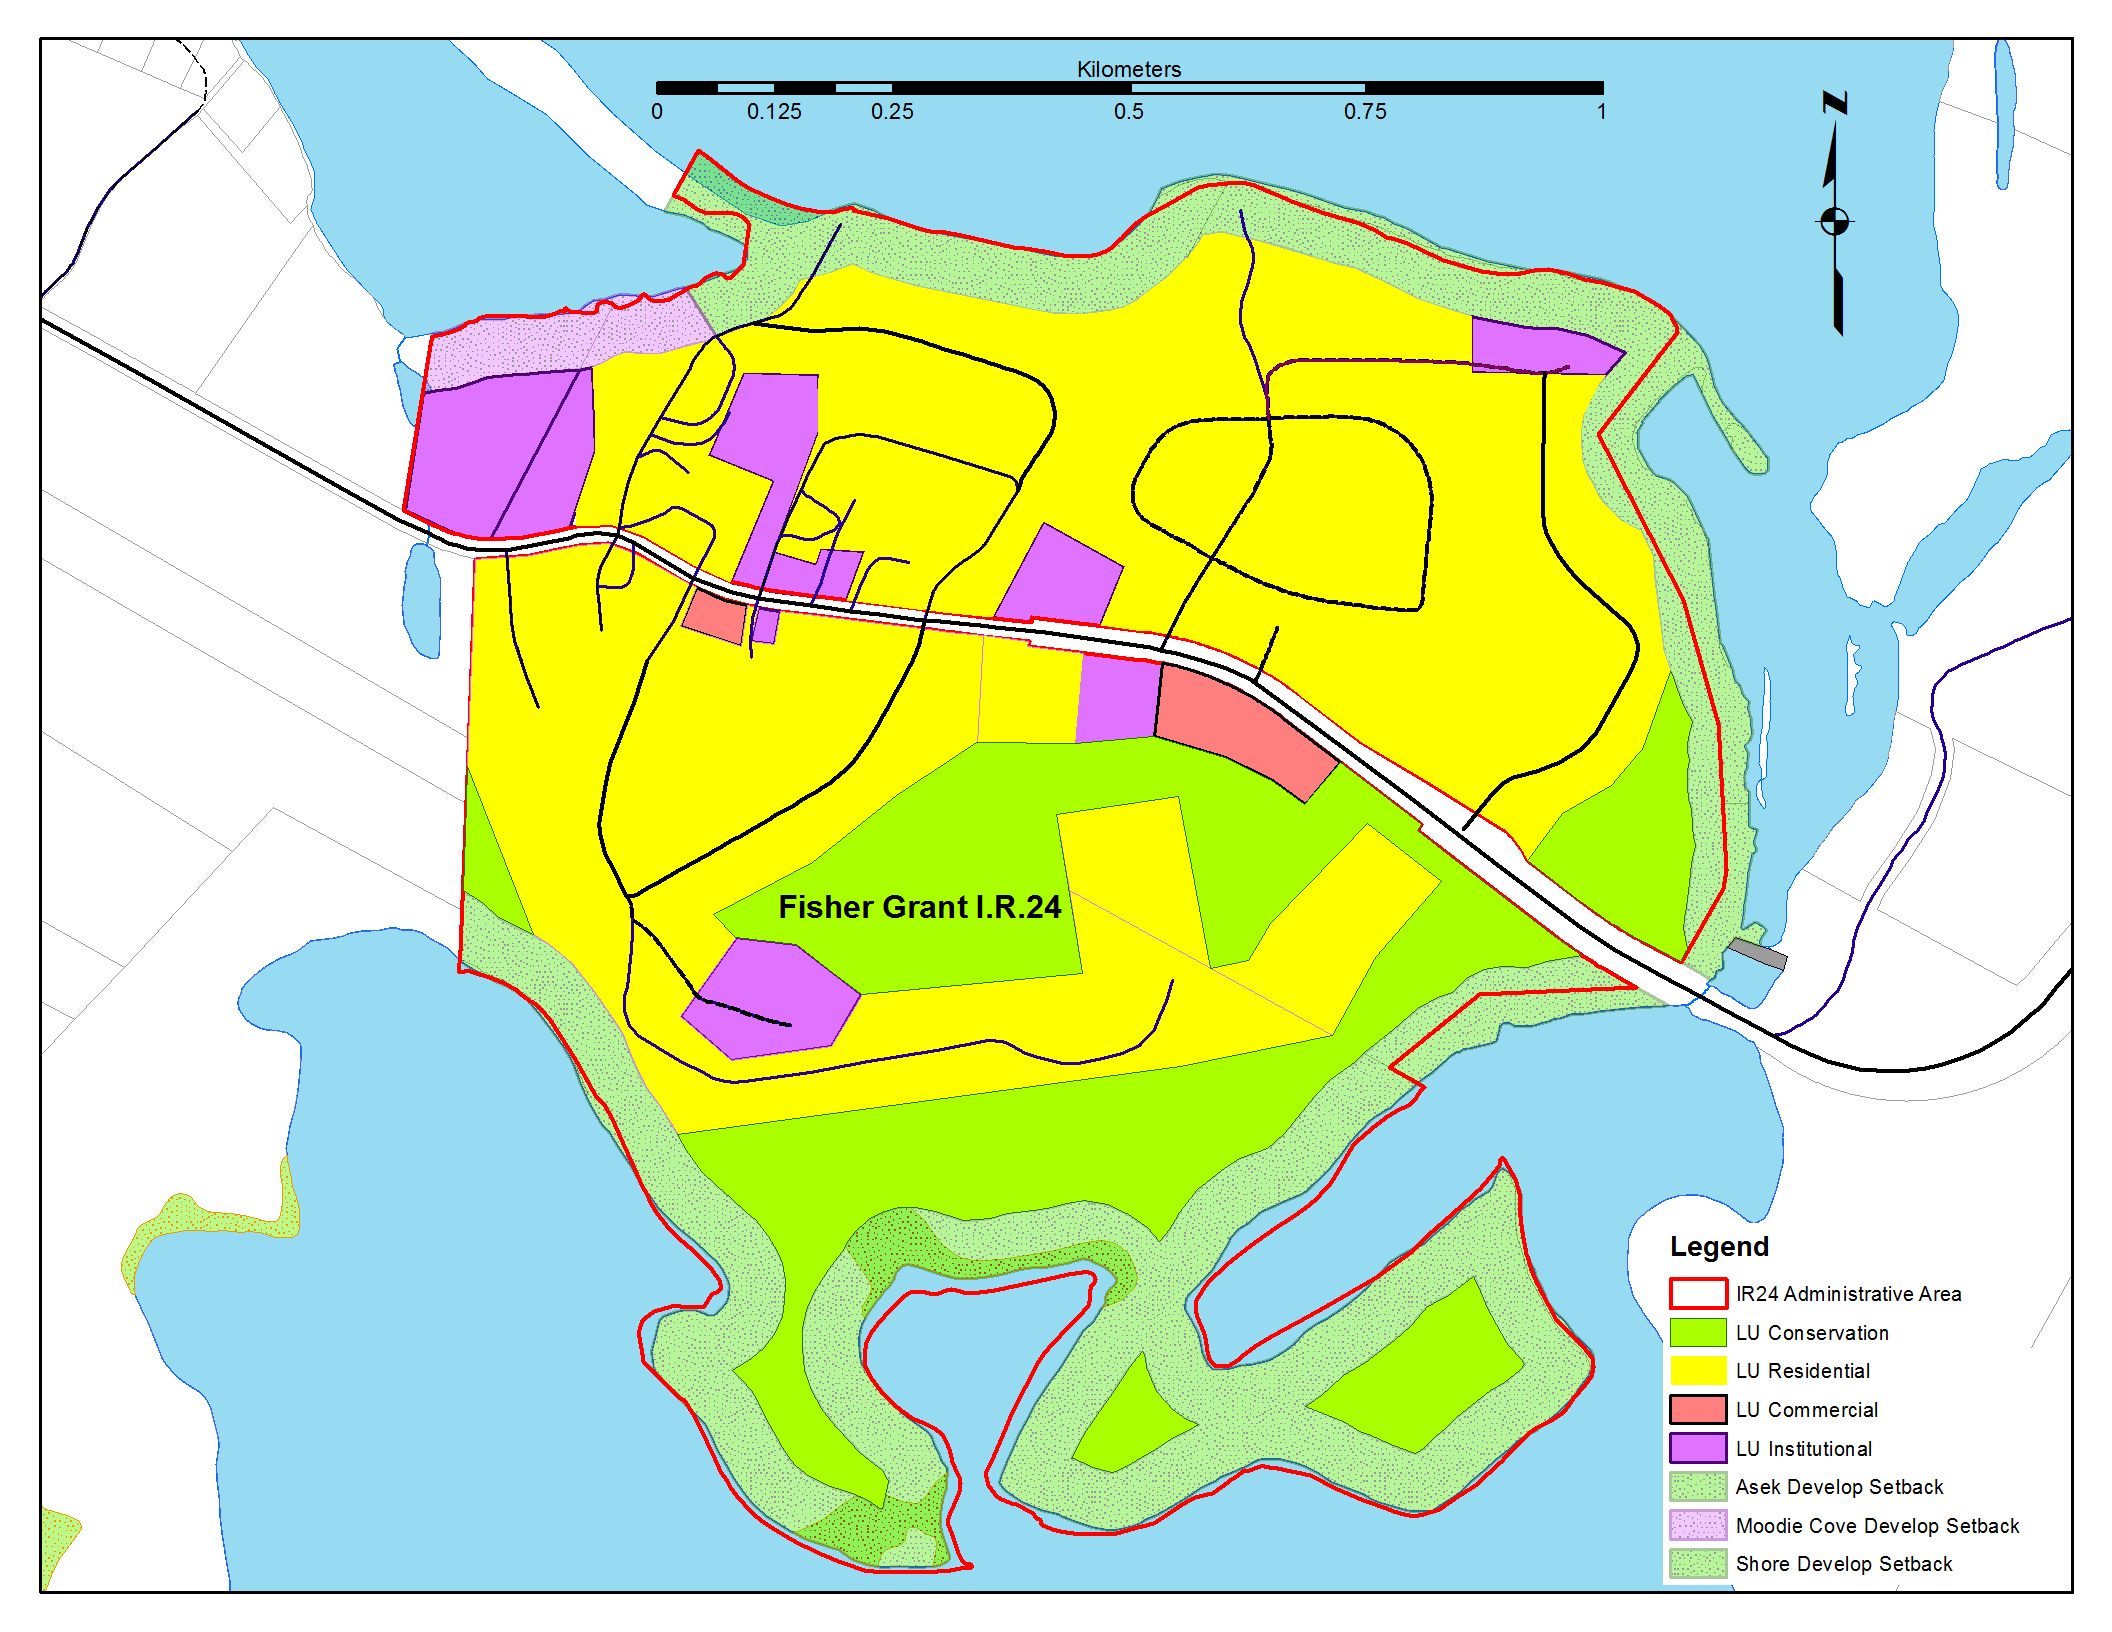 Kilometers
0 0.125 0.25 0.5 0.75 1
N
Fisher Grant I.R.24
Legend
IR24 Administrative Area
LU Conservation
LU Residential
LU Commercial
LU Institutional
Asek Develop Setback
Moodie Cove Develop Setback
Shore Develop Setback